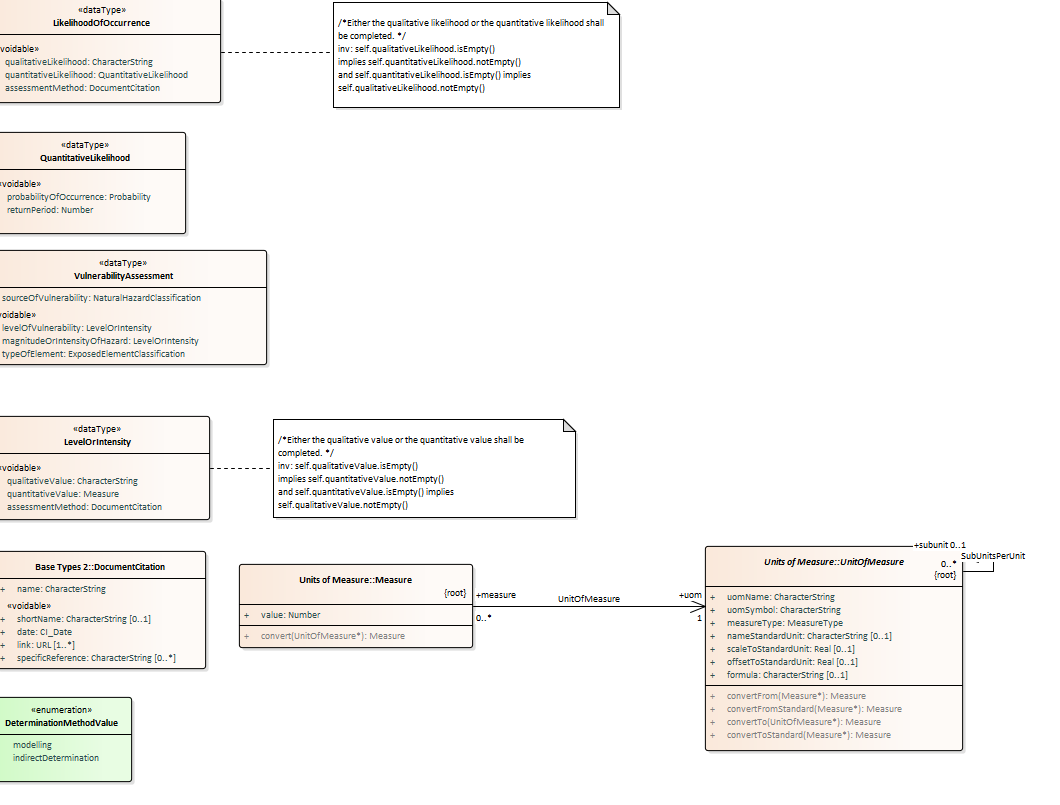 «dataType»
LikelihoodOfOccurrence
voidable»
qualitativeLikelihood: CharacterString
quantitativeLikelihood: QuantitativeLikelihood
assessmentMethod: DocumentCitation
/*Either the qualitative likelihood or the quantitative likelihood shall
be completed. */
inv: self.qualitativeLikelihood.isEmpty()
implies self.quantitativeLikelihood.notEmpty()
and self.quantitativeLikelihood.isEmpty() implies
self.qualitativeLikelihood.notEmpty()
«dataType»
QuantitativeLikelihood
voidable»
probabilityOfOccurrence: Probability
returnPeriod: Number
«dataType»
VulnerabilityAssessment
sourceOfVulnerability: NaturalHazardClassification
oidable»
levelOfVulnerability: LevelOrIntensity
magnitudeOrIntensityOfHazard: LevelOrIntensity
typeOfElement: ExposedElementClassification
«dataType»
LevelOrIntensity
voidable»
qualitativeValue: CharacterString
quantitativeValue: Measure
assessmentMethod: DocumentCitation
/*Either the qualitative value or the quantitative value shall be
completed. */
inv: self.qualitativeValue.isEmpty()
implies self.quantitativeValue.notEmpty()
and self.quantitativeValue.isEmpty() implies
self.qualitativeValue.notEmpty()
Base Types 2::DocumentCitation
+ name: CharacterString
«voidable»
+ shortName: CharacterString [0..1]
+ date: CI_Date
+ link: URL [1..*]
+ specificReference: CharacterString [0..*]
Units of Measure::Measure
{root}
+ value: Number
+ convert(UnitOfMeasure*): Measure
+measure
0..*
UnitOfMeasure
+uom
1
+subunit 0..1
SubUnitsPerUnit
0..*
Units of Measure::UnitOfMeasure
{root}
+ uomName: CharacterString
+ uomSymbol: CharacterString
+ measureType: MeasureType
+ nameStandardUnit: CharacterString [0..1]
+ scaleToStandardUnit: Real [0..1]
+ offsetToStandardUnit: Real [0..1]
+ formula: CharacterString [0..1]
+ convertFrom(Measure*): Measure
+ convertFromStandard(Measure*): Measure
+ convertTo(UnitOfMeasure*): Measure
+ convertToStandard(Measure*): Measure
«enumeration»
DeterminationMethodValue
modelling
indirectDetermination